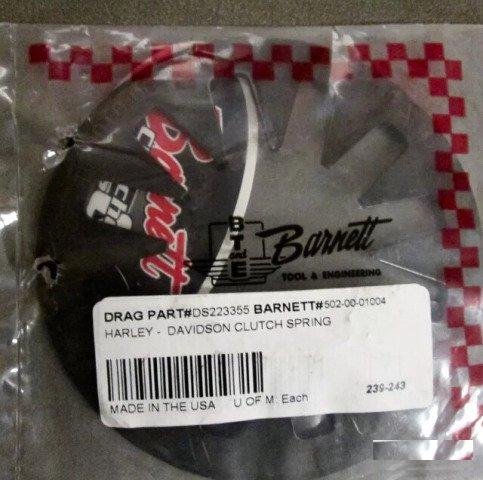 Barnett
BT and E
Barnett
TOOL & ENGINEERING
DRAG PART#DS223355 BARNETT#502-00-01004
HARLEY - DAVIDSON CLUTCH SPRING
MADE IN THE USA U OF M: Each
239-243